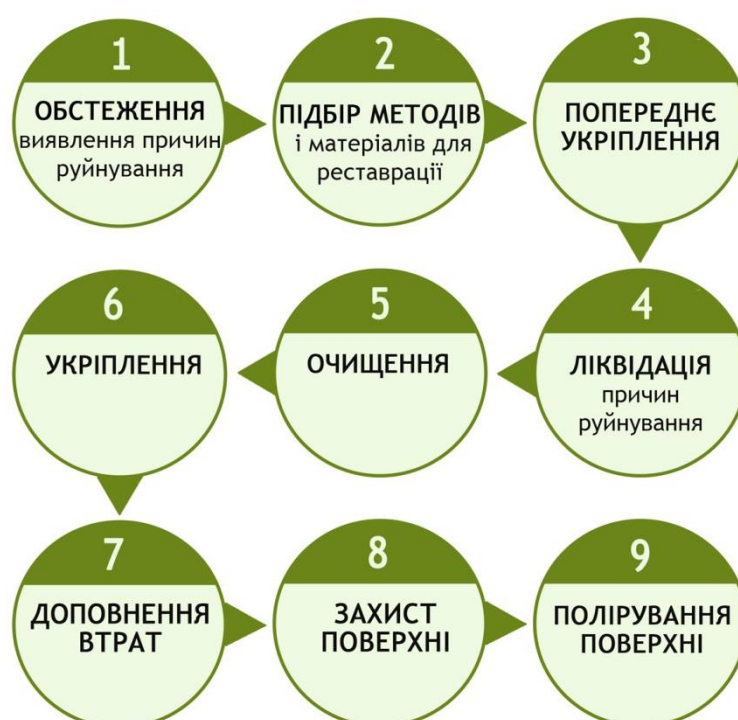 1
ОБСТЕЖЕННЯ
виявлення причин
руйнування
2
ПІДБІР МЕТОДІВ
і матеріалів для
реставрації
3
ПОПЕРЕДНЄ
УКРІПЛЕННЯ
4
ЛІКВІДАЦІЯ
причин
руйнування
5
ОЧИЩЕННЯ
6
УКРІПЛЕННЯ
7
ДОПОВНЕННЯ
ВТРАТ
8
ЗАХИСТ
ПОВЕРХНІ
9
ПОЛІРУВАННЯ
ПОВЕРХНІ